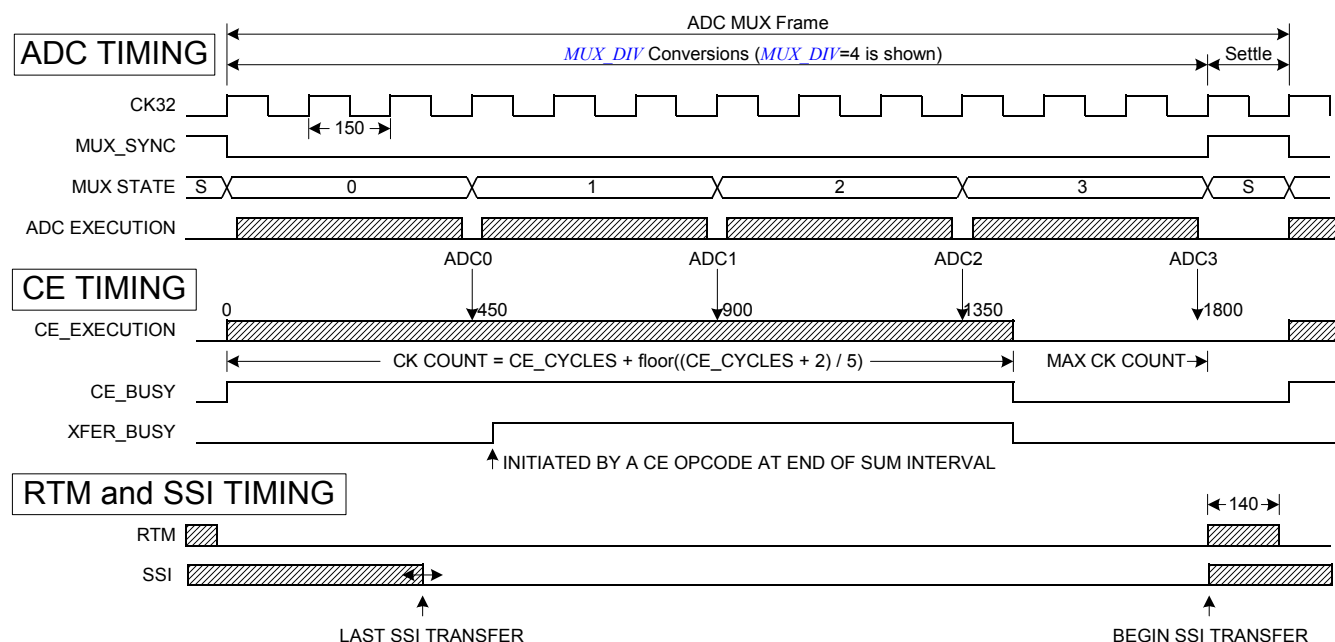 ADC MUX Frame
ADC TIMING
MUX_DIV Conversions (MUX_DIV=4 is shown)
Settle
CK32
150
MUX_SYNC
MUX STATE
S
0
1
2
3
S
ADC EXECUTION
ADC0
ADC1
ADC2
ADC3
CE TIMING
0
450
900
1350
1800
CE_EXECUTION
CK COUNT = CE_CYCLES + floor((CE_CYCLES + 2) / 5)
MAX CK COUNT
CE_BUSY
XFER_BUSY
INITIATED BY A CE OPCODE AT END OF SUM INTERVAL
RTM and SSI TIMING
140
RTM
SSI
LAST SSI TRANSFER
BEGIN SSI TRANSFER